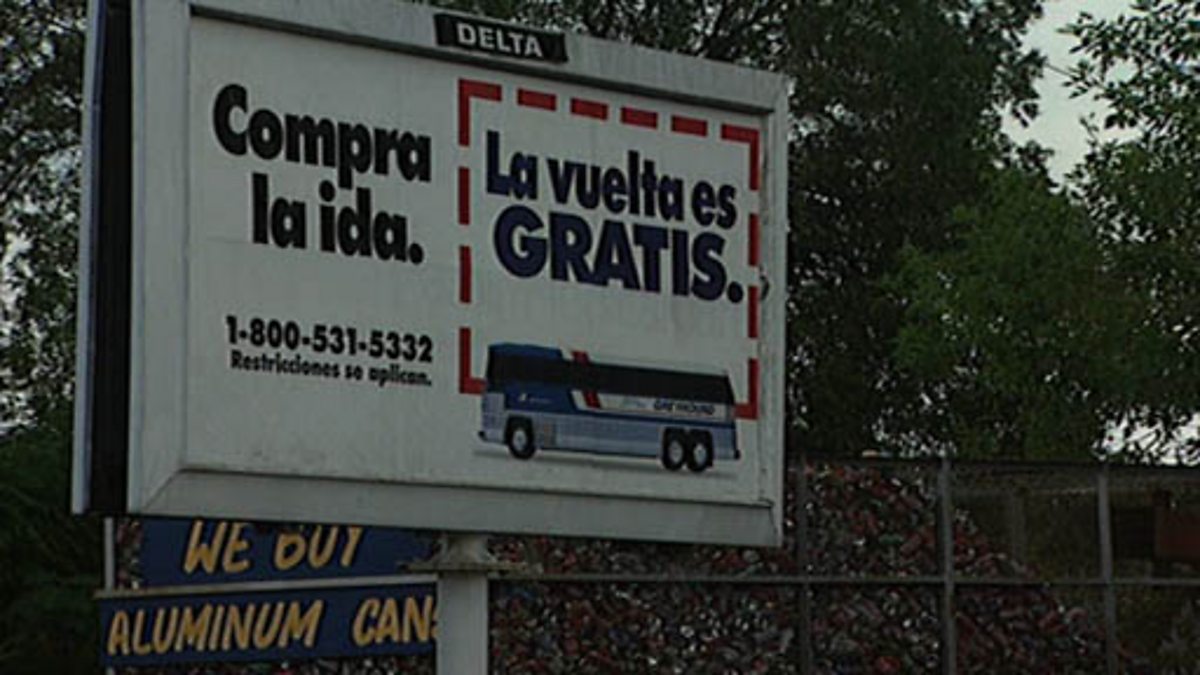 DELTA
Compra
la ida.
La vuelta es
GRATIS.
1-800-531-5332
Restricciones se aplican.
GREYHOUND
WE BUY
ALUMINUM CANS